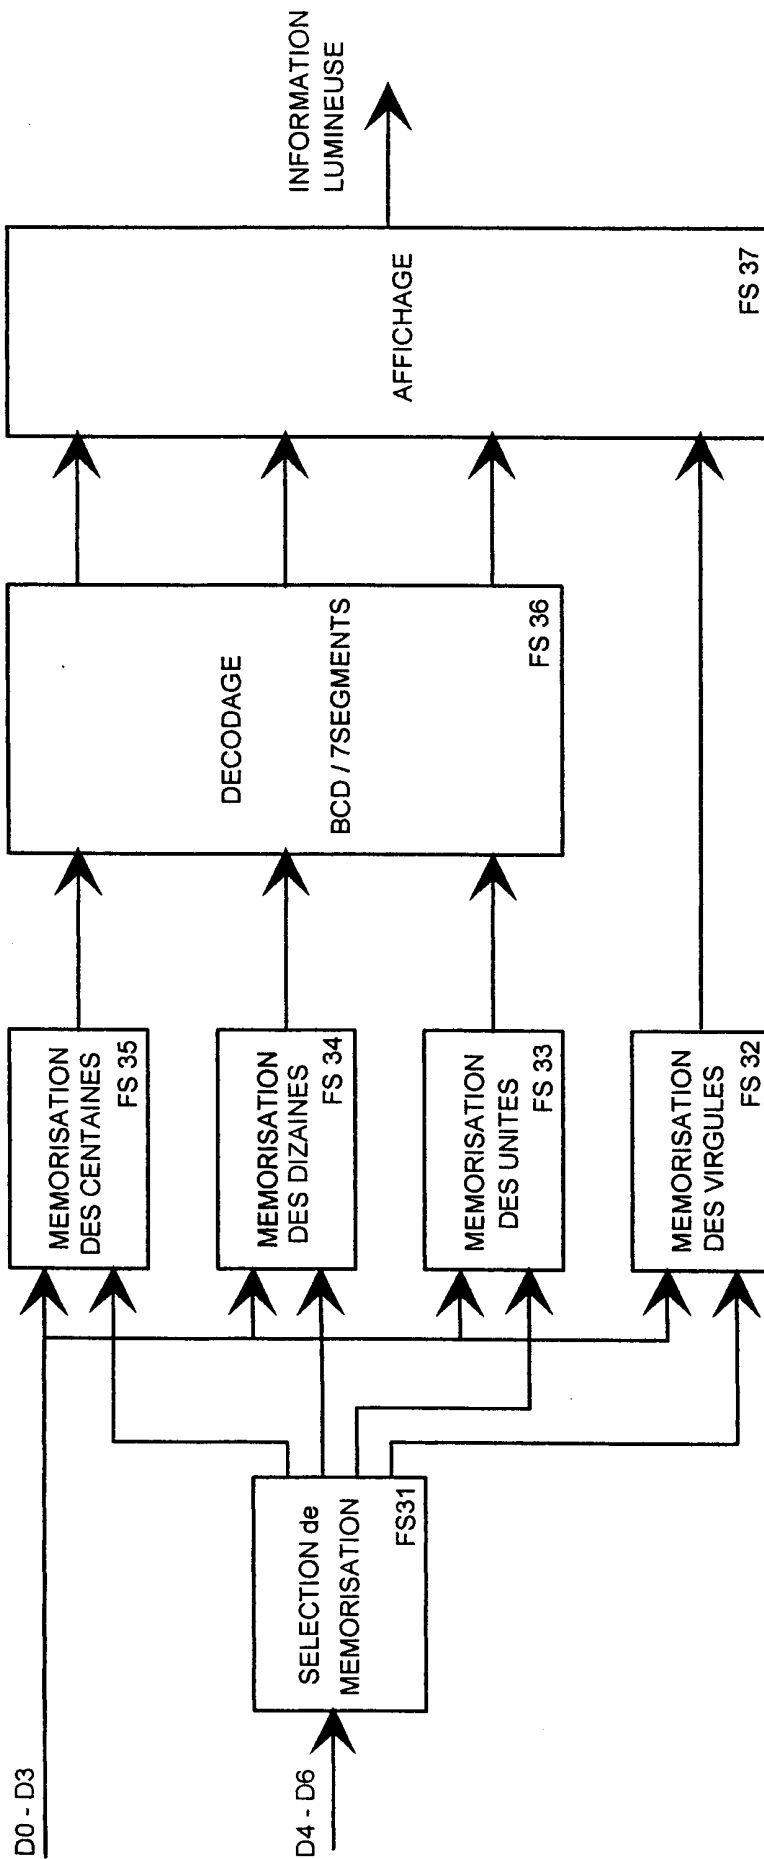 D0 - D3
D4 - D6
SELECTION de
MEMORISATION
FS31
MEMORISATION
DES CENTAINES
FS 35
MEMORISATION
DES DIZAINES
FS 34
MEMORISATION
DES UNITES
FS 33
MEMORISATION
DES VIRGULES
FS 32
DECODAGE
BCD / 7SEGMENTS
FS 36
AFFICHAGE
FS 37
INFORMATION
LUMINEUSE